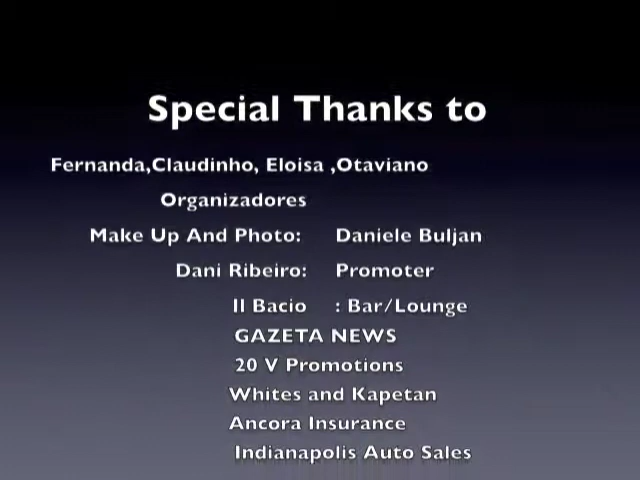 Special Thanks to
Fernanda,Claudinho, Eloisa ,Otaviano
Organizadores
Make Up And Photo: Daniele Buljan
Dani Ribeiro: Promoter
Il Bacio : Bar/Lounge
GAZETA NEWS
20 V Promotions
Whites and Kapetan
Ancora Insurance
Indianapolis Auto Sales